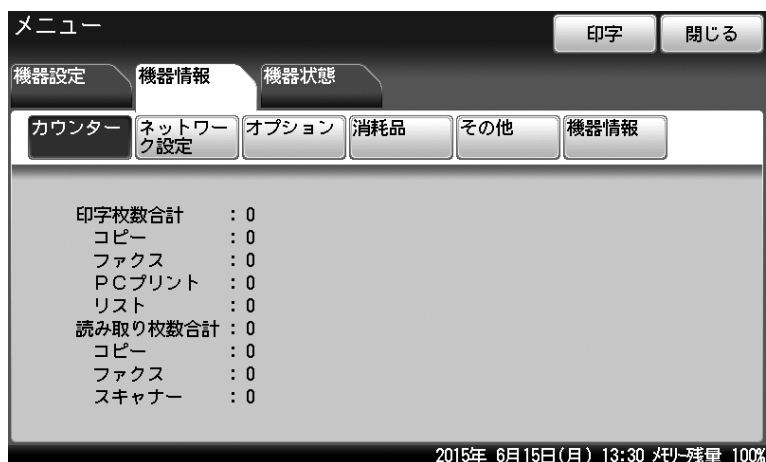 メニュー
印字
閉じる
機器設定
機器情報
機器状態
カウンター
ネットワー
ク設定
オプション
消耗品
その他
機器情報
印字枚数合計 : 0
コピー : 0
ファクス : 0
PCプリント : 0
リスト : 0
読み取り枚数合計 : 0
コピー : 0
ファクス : 0
スキャナー : 0
2015年 6月15日(月) 13:30 ﾒﾓﾘｰ残量 100%